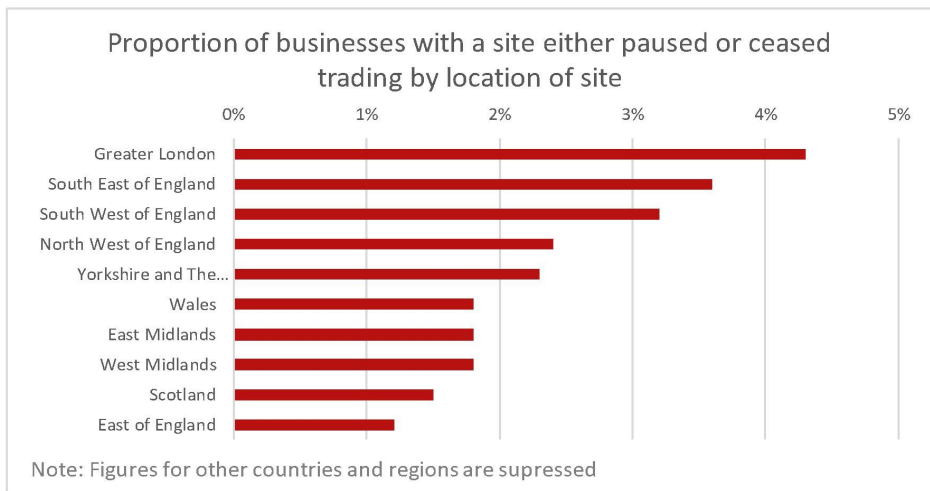 Proportion of businesses with a site either paused or ceased
trading by location of site
0% 1% 2% 3% 4% 5%
Greater London
South East of England
South West of England
North West of England
Yorkshire and The...
Wales
East Midlands
West Midlands
Scotland
East of England
Note: Figures for other countries and regions are supressed